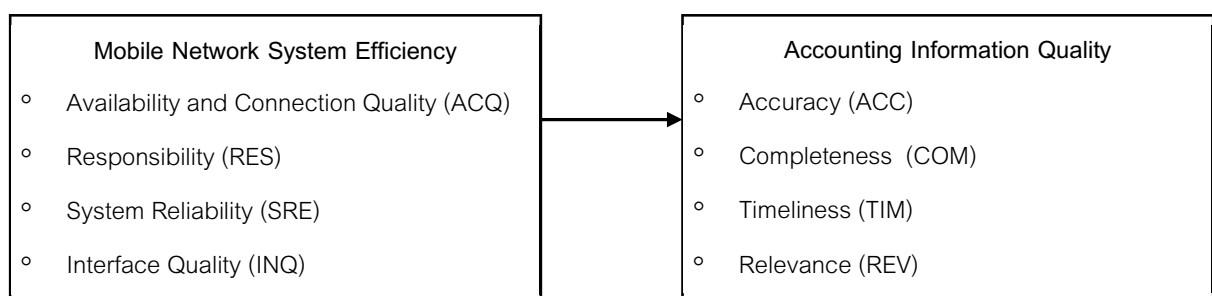 Mobile Network System Efficiency
° Availability and Connection Quality (ACQ)
° Responsibility (RES)
° System Reliability (SRE)
° Interface Quality (INQ)
Accounting Information Quality
° Accuracy (ACC)
° Completeness (COM)
° Timeliness (TIM)
° Relevance (REV)